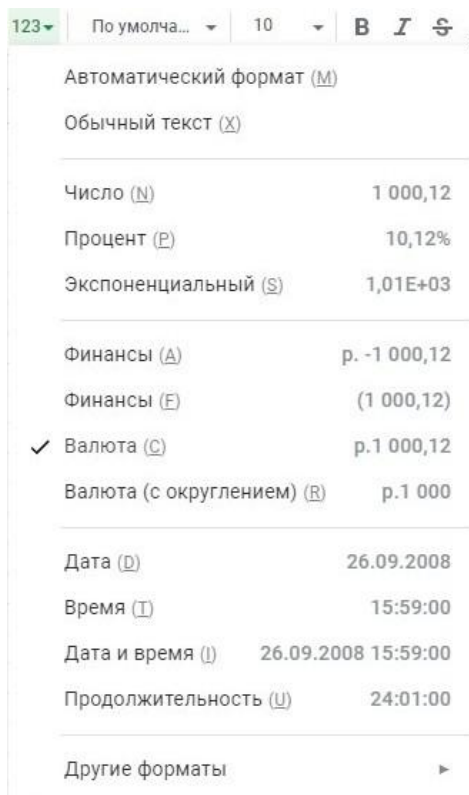 123 По умолча... 10 B I S
Автоматический формат (M)
Обычный текст (X)
Число (N) 1 000,12
Процент (P) 10,12%
Экспоненциальный (S) 1,01E+03
Финансы (A) р. -1 000,12
Финансы (F) (1 000,12)
Валюта (C) р.1 000,12
Валюта (с округлением) (R) р.1 000
Дата (D) 26.09.2008
Время (T) 15:59:00
Дата и время (I) 26.09.2008 15:59:00
Продолжительность (U) 24:01:00
Другие форматы